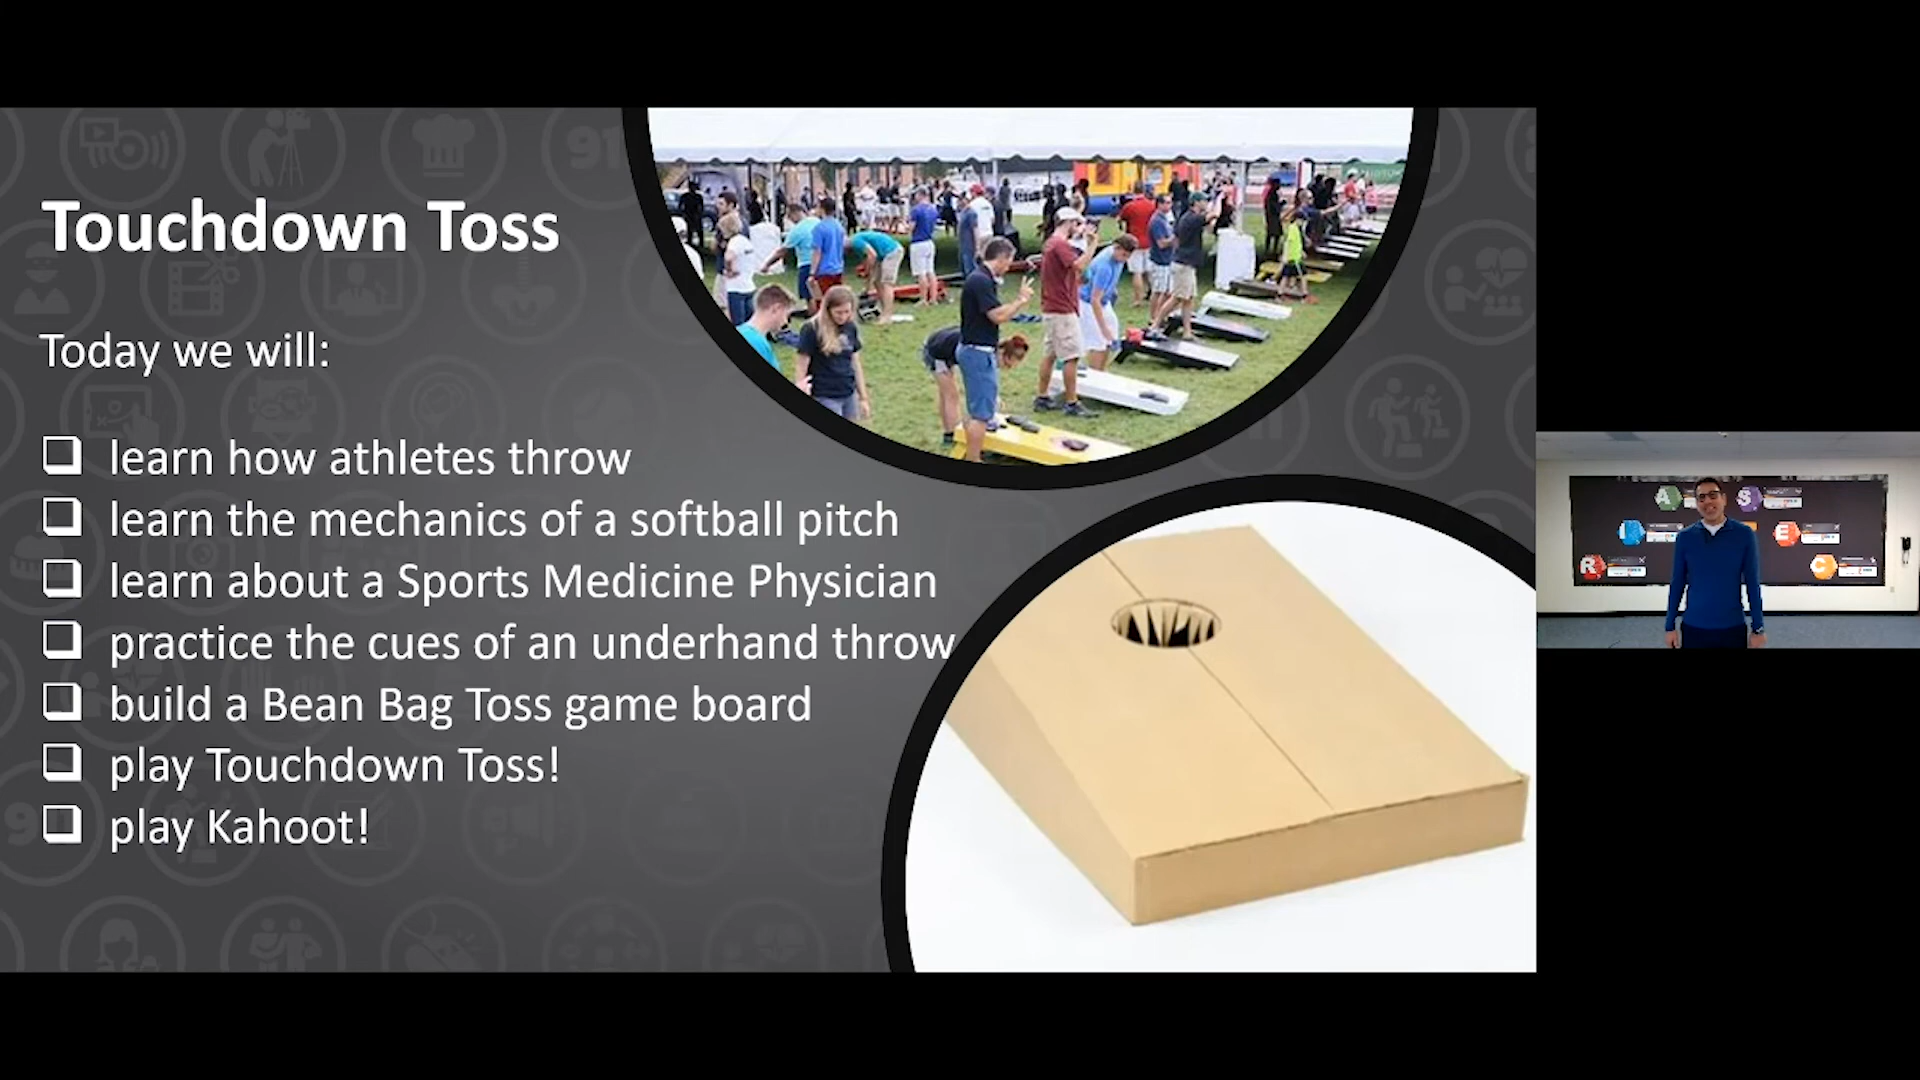 Touchdown Toss
Today we will:
learn how athletes throw
learn the mechanics of a softball pitch
learn about a Sports Medicine Physician
practice the cues of an underhand throw
build a Bean Bag Toss game board
play Touchdown Toss!
play Kahoot!
A S
I E
R C